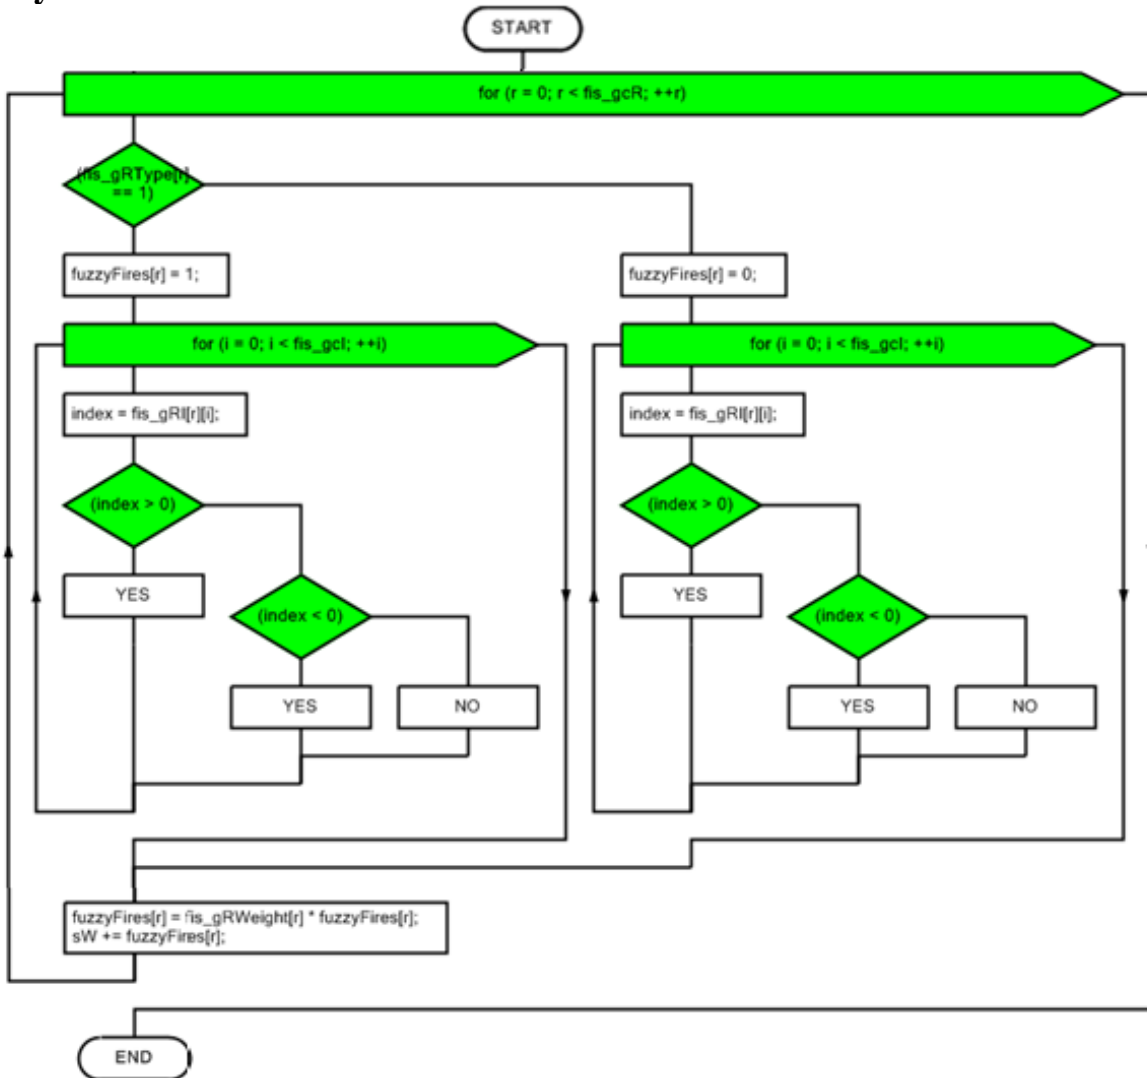 START
for (r = 0; r < fis_gcR; ++r)
(fis_gRType[r]
== 1)
fuzzyFires[r] = 1;
fuzzyFires[r] = 0;
for (i = 0; i < fis_gcI; ++i)
for (i = 0; i < fis_gcI; ++i)
index = fis_gRI[r][i];
index = fis_gRI[r][i];
(index > 0)
(index > 0)
YES
YES
(index < 0)
(index < 0)
YES
NO
YES
NO
fuzzyFires[r] = fis_gRWeight[r] * fuzzyFires[r];
sW += fuzzyFires[r];
END